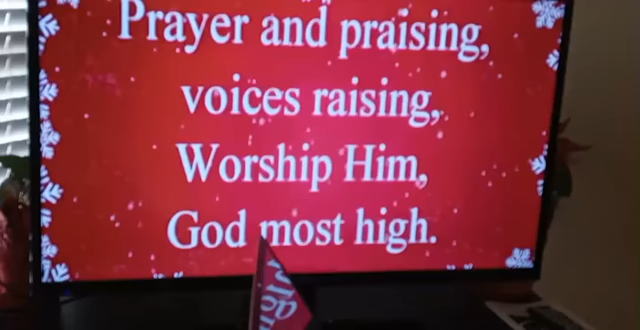 Prayer and praising,
voices raising,
Worship Him,
God most high.